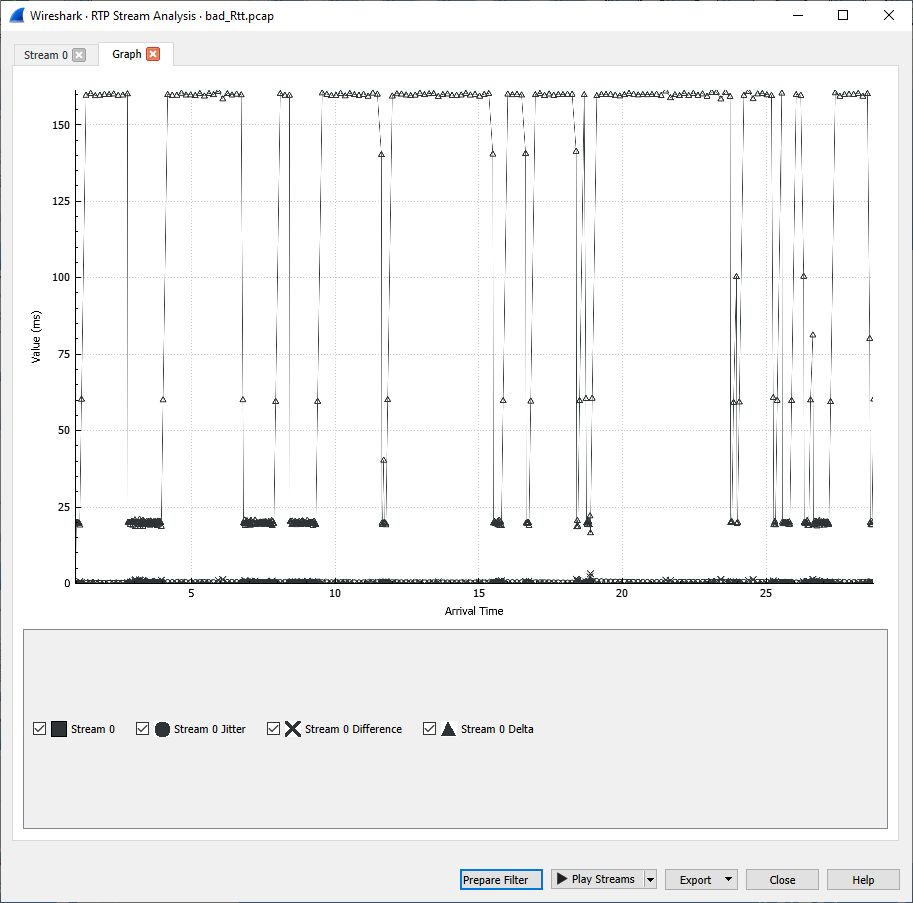 Wireshark · RTP Stream Analysis · bad_Rtt.pcap
Stream 0
Graph
150
125
100
75
50
25
0
Value (ms)
5 10 15 20 25
Arrival Time
Stream 0 Stream 0 Jitter Stream 0 Difference Stream 0 Delta
Prepare Filter Play Streams Export Close Help